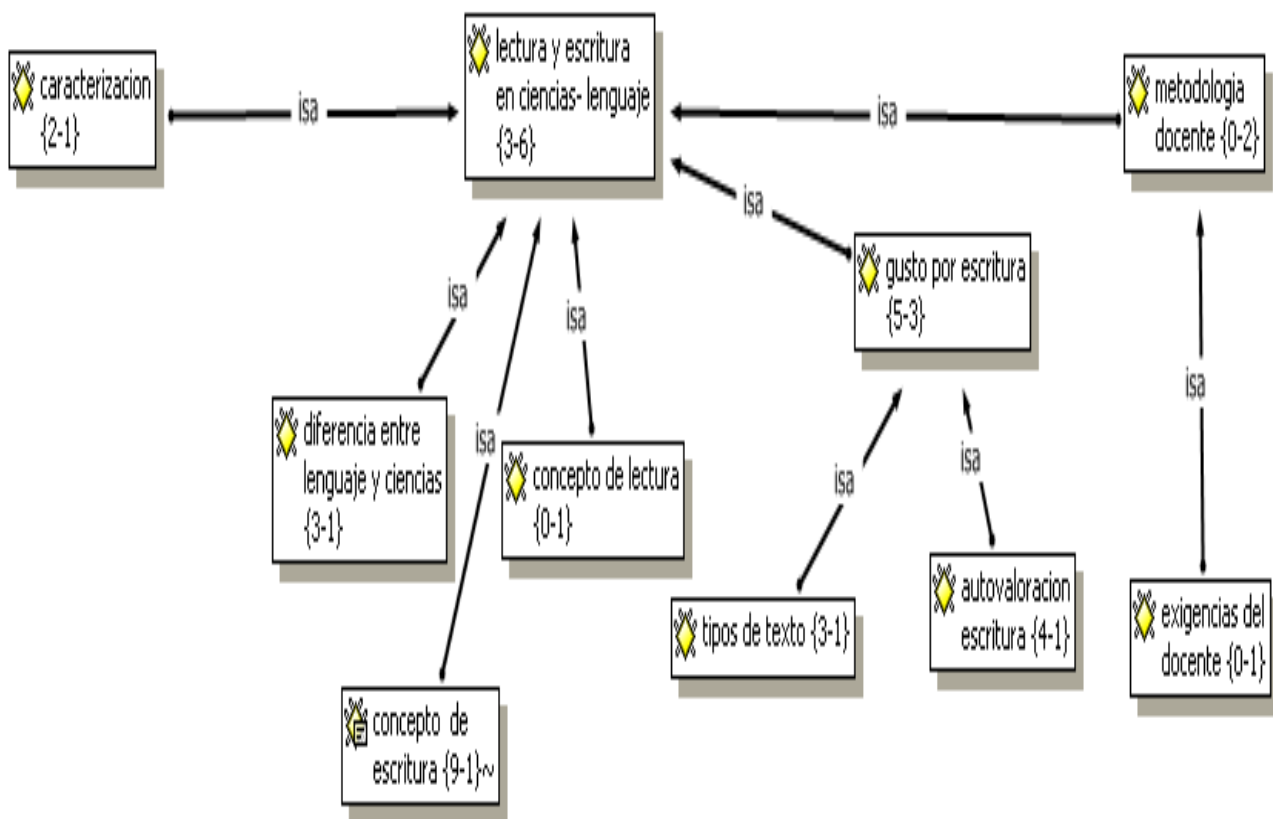 lectura y escritura
en ciencias- lenguaje
{3-6}
caracterizacion
{2-1}
isa
isa
metodologia
docente {0-2}
isa
gusto por escritura
{5-3}
isa
isa
isa
isa
diferencia entre
lenguaje y ciencias
{3-1}
concepto de lectura
{0-1}
isa
isa
tipos de texto {3-1}
autovaloracion
escritura {4-1}
exigencias del
docente {0-1}
concepto de
escritura {9-1}~